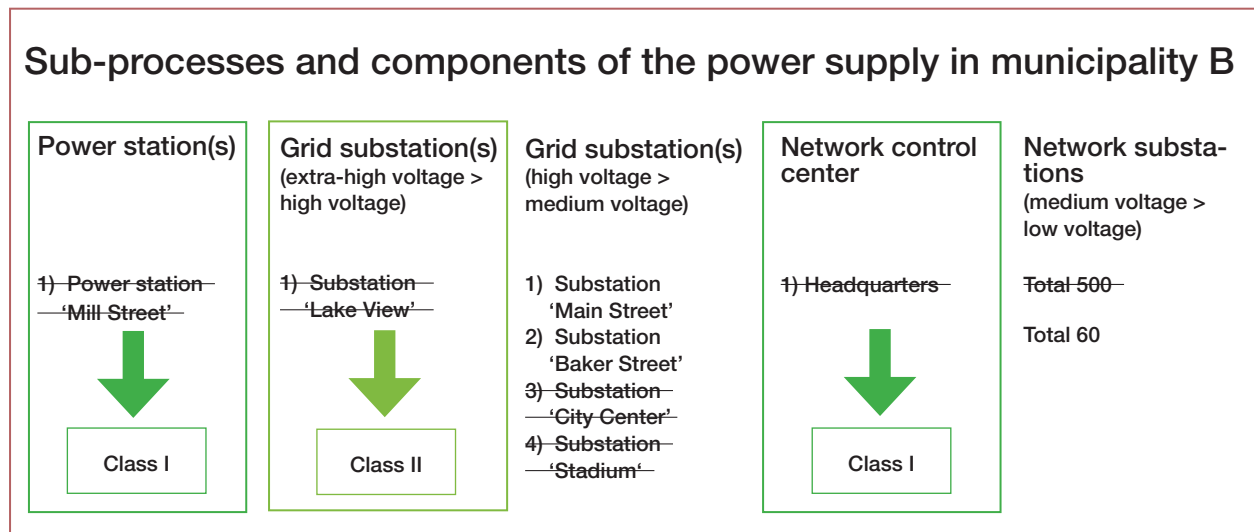 Sub-processes and components of the power supply in municipality B
Power station(s)
1) Power station
‘Mill Street’
Class I
Grid substation(s)
(extra-high voltage >
high voltage)
1) Substation
‘Lake View’
Class II
Grid substation(s)
(high voltage >
medium voltage)
1) Substation
‘Main Street’
2) Substation
‘Baker Street’
3) Substation
‘City Center’
4) Substation
‘Stadium‘
Network control
center
1) Headquarters
Class I
Network substa-
tions
(medium voltage >
low voltage)
Total 500
Total 60